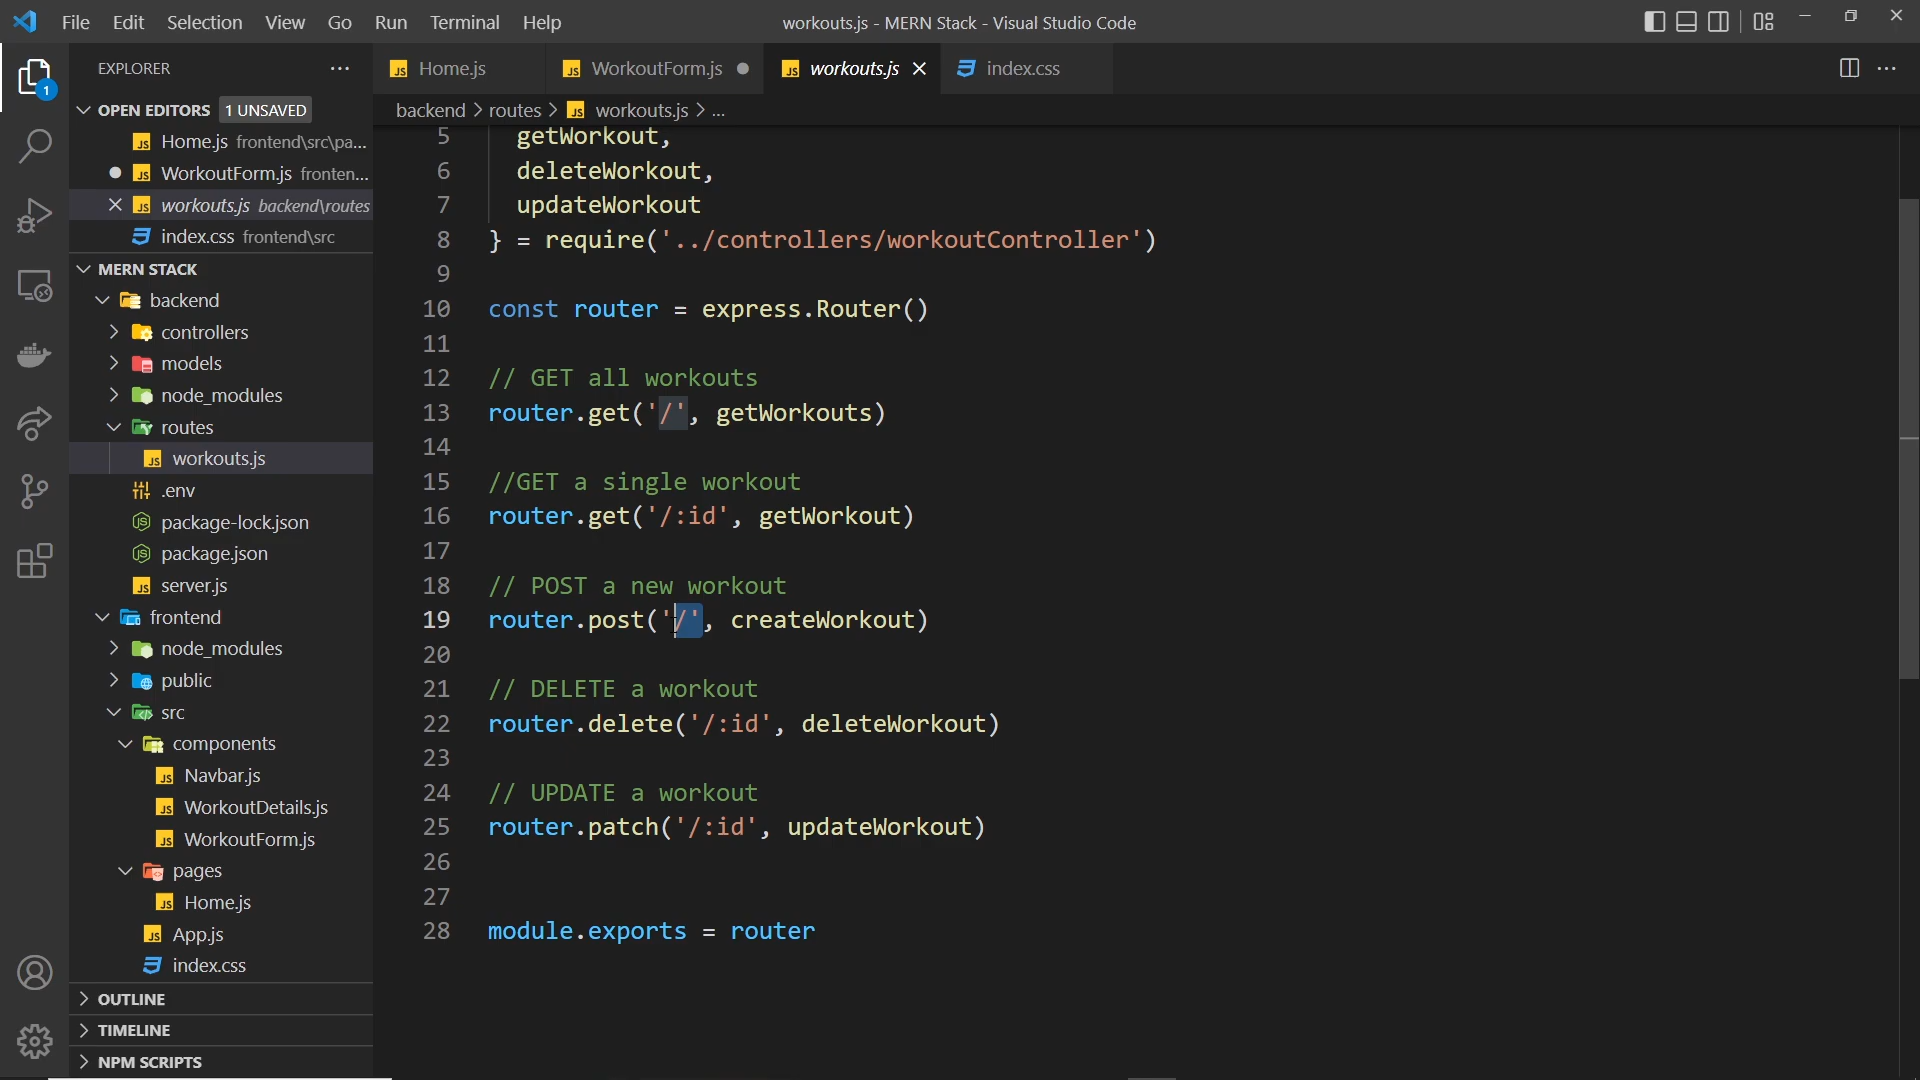 File Edit Selection View Go Run Terminal Help
workouts.js - MERN Stack - Visual Studio Code
EXPLORER
Home.js
WorkoutForm.js
workouts.js
index.css
1
OPEN EDITORS 1 UNSAVED
Home.js frontend\src\pa...
WorkoutForm.js fronten...
workouts.js backend\routes
index.css frontend\src
MERN STACK
backend
controllers
models
node_modules
routes
workouts.js
.env
package-lock.json
package.json
server.js
frontend
node_modules
public
src
components
Navbar.js
WorkoutDetails.js
WorkoutForm.js
pages
Home.js
App.js
index.css
OUTLINE
TIMELINE
NPM SCRIPTS
backend > routes > workouts.js > ...
5 getWorkout,
6 deleteWorkout,
7 updateWorkout
8 } = require('../controllers/workoutController')
9
10 const router = express.Router()
11
12 // GET all workouts
13 router.get('/', getWorkouts)
14
15 //GET a single workout
16 router.get('/:id', getWorkout)
17
18 // POST a new workout
19 router.post('/', createWorkout)
20
21 // DELETE a workout
22 router.delete('/:id', deleteWorkout)
23
24 // UPDATE a workout
25 router.patch('/:id', updateWorkout)
26
27
28 module.exports = router